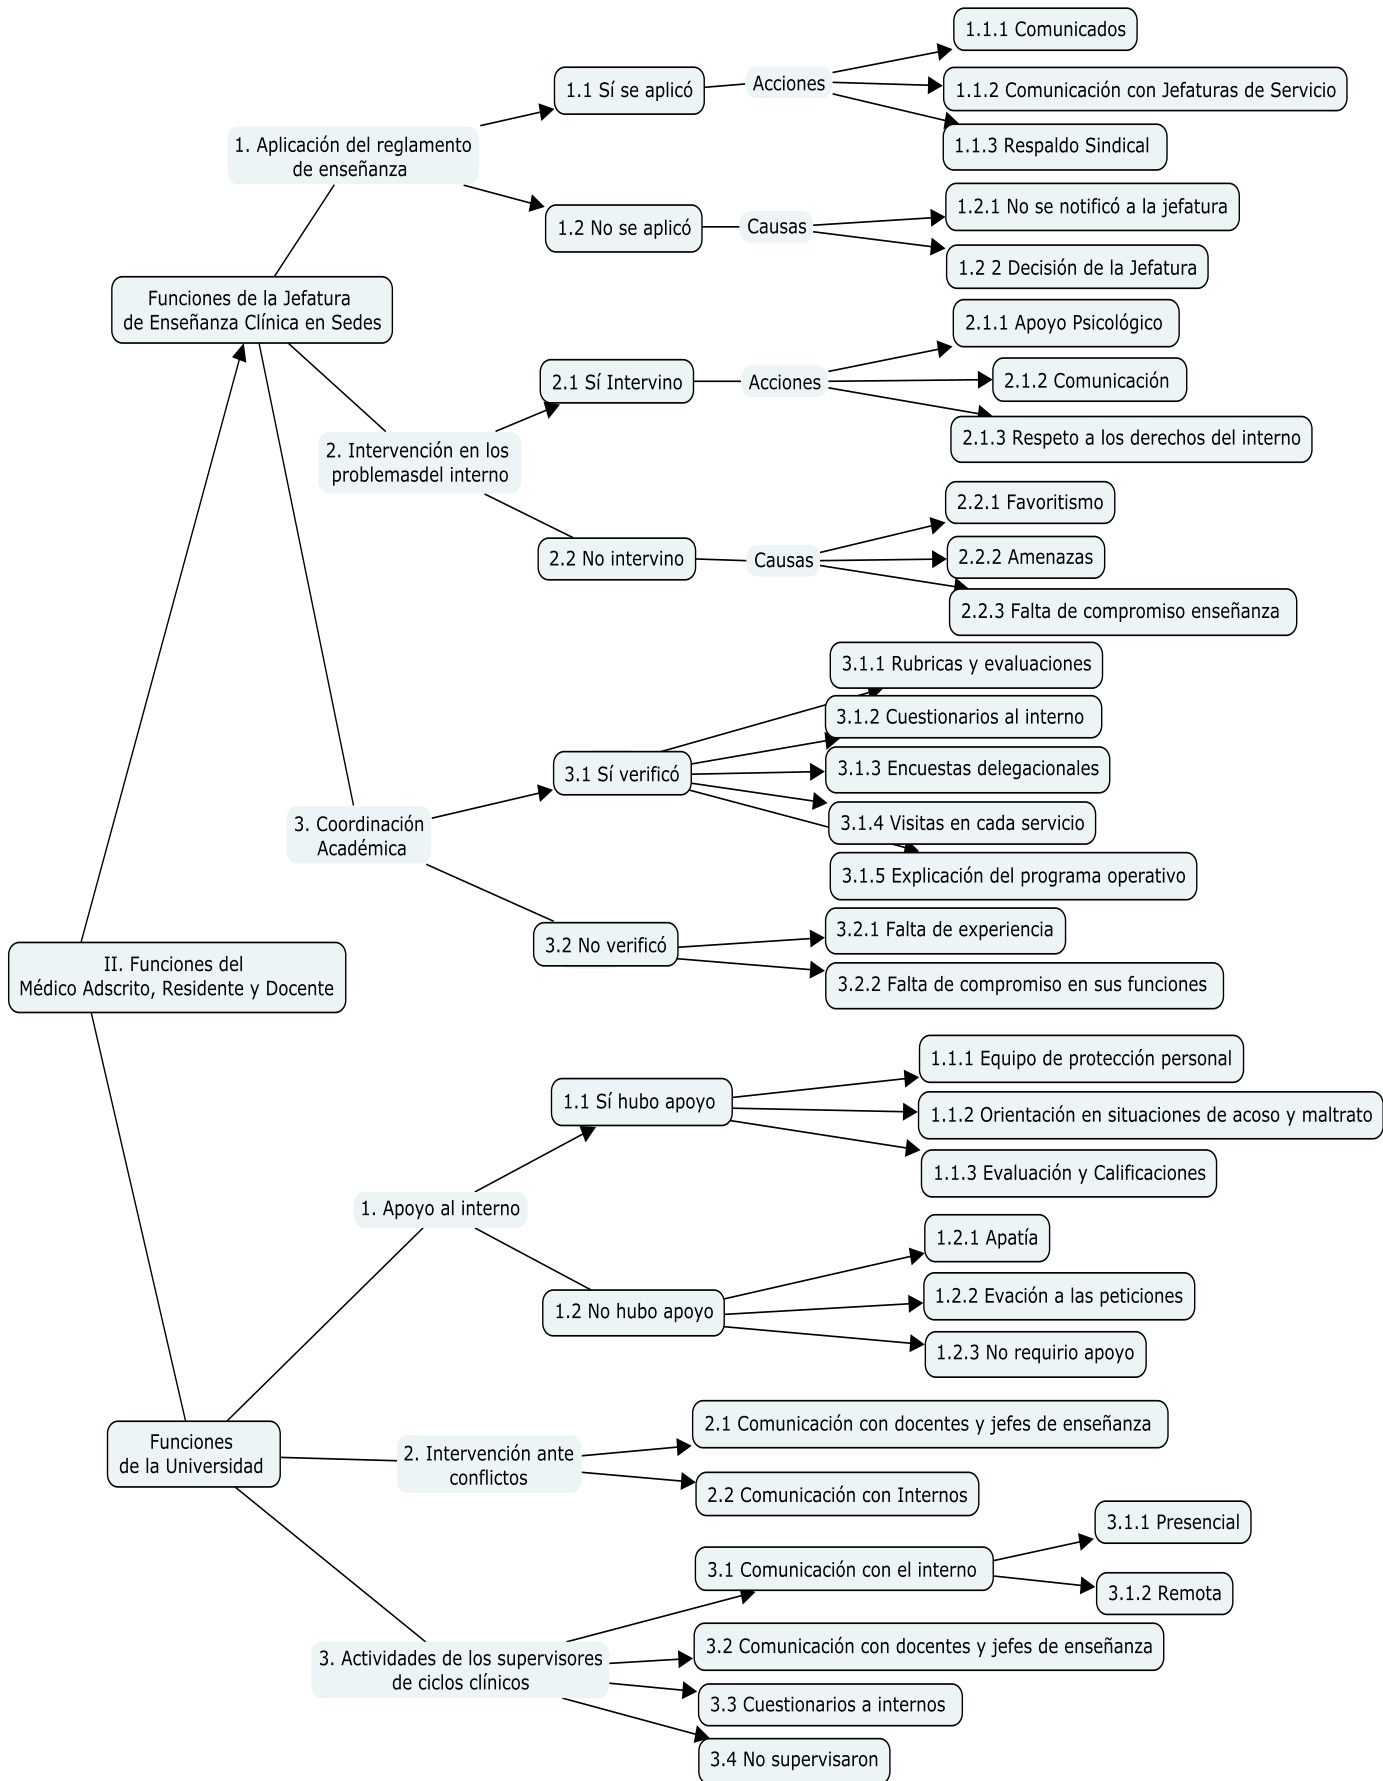 1.1.1 Comunicados
1.1 Sí se aplicó
Acciones
1.1.2 Comunicación con Jefaturas de Servicio
1.1.3 Respaldo Sindical
1. Aplicación del reglamento
de enseñanza
1.2 No se aplicó
Causas
1.2.1 No se notificó a la jefatura
1.2 2 Decisión de la Jefatura
Funciones de la Jefatura
de Enseñanza Clínica en Sedes
2.1.1 Apoyo Psicológico
2.1 Sí Intervino
Acciones
2.1.2 Comunicación
2.1.3 Respeto a los derechos del interno
2. Intervención en los
problemasdel interno
2.2.1 Favoritismo
2.2 No intervino
Causas
2.2.2 Amenazas
2.2.3 Falta de compromiso enseñanza
3.1.1 Rubricas y evaluaciones
3.1.2 Cuestionarios al interno
3.1 Sí verificó
3.1.3 Encuestas delegacionales
3.1.4 Visitas en cada servicio
3. Coordinación
Académica
3.1.5 Explicación del programa operativo
3.2.1 Falta de experiencia
3.2 No verificó
3.2.2 Falta de compromiso en sus funciones
II. Funciones del
Médico Adscrito, Residente y Docente
1.1.1 Equipo de protección personal
1.1 Sí hubo apoyo
1.1.2 Orientación en situaciones de acoso y maltrato
1.1.3 Evaluación y Calificaciones
1. Apoyo al interno
1.2.1 Apatía
1.2 No hubo apoyo
1.2.2 Evación a las peticiones
1.2.3 No requirio apoyo
Funciones
de la Universidad
2. Intervención ante
conflictos
2.1 Comunicación con docentes y jefes de enseñanza
2.2 Comunicación con Internos
3.1.1 Presencial
3.1 Comunicación con el interno
3.1.2 Remota
3. Actividades de los supervisores
de ciclos clínicos
3.2 Comunicación con docentes y jefes de enseñanza
3.3 Cuestionarios a internos
3.4 No supervisaron